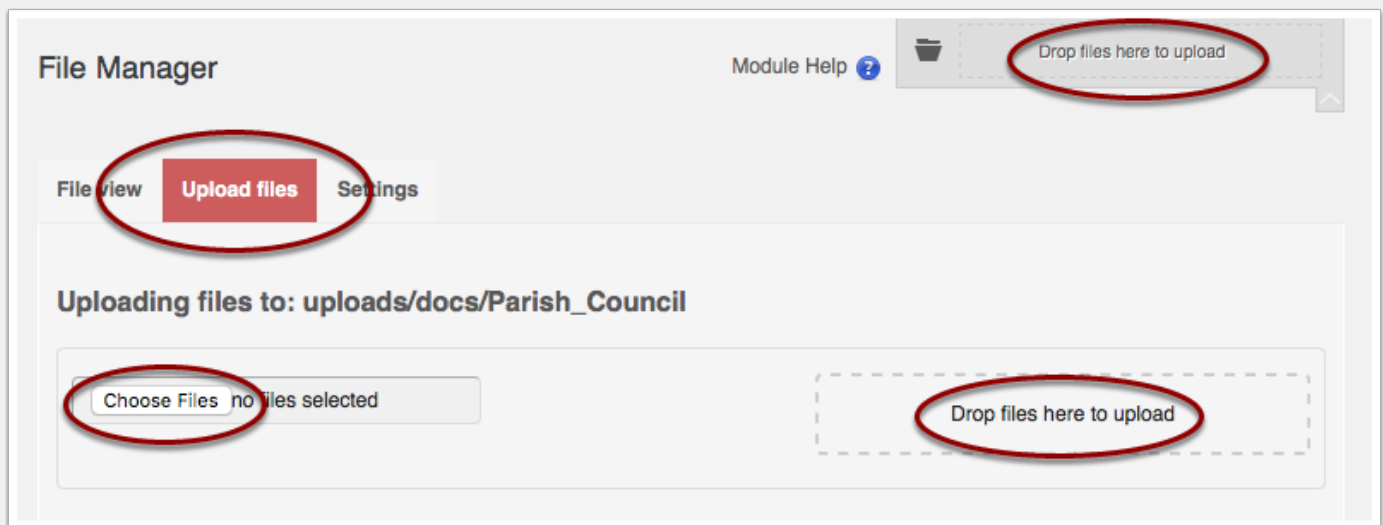 File Manager
Module Help ?
Drop files here to upload
File view
Upload files
Settings
Uploading files to: uploads/docs/Parish_Council
Choose Files no files selected
Drop files here to upload